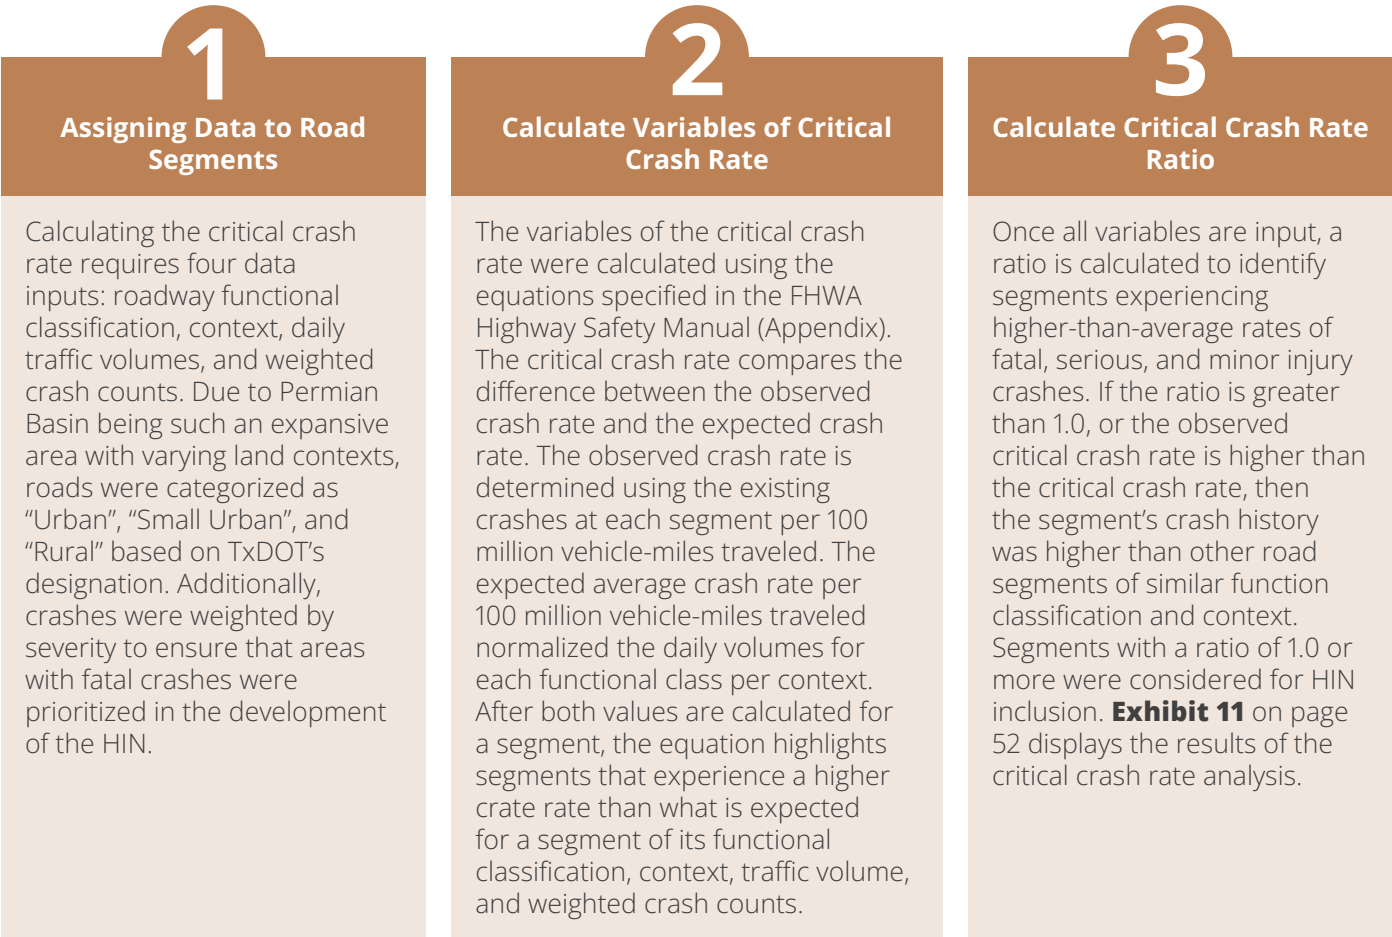 1
Assigning Data to Road
Segments
Calculating the critical crash
rate requires four data
inputs: roadway functional
classification, context, daily
traffic volumes, and weighted
crash counts. Due to Permian
Basin being such an expansive
area with varying land contexts,
roads were categorized as
“Urban”, “Small Urban”, and
“Rural” based on TxDOT’s
designation. Additionally,
crashes were weighted by
severity to ensure that areas
with fatal crashes were
prioritized in the development
of the HIN.
2
Calculate Variables of Critical
Crash Rate
The variables of the critical crash
rate were calculated using the
equations specified in the FHWA
Highway Safety Manual (Appendix).
The critical crash rate compares the
difference between the observed
crash rate and the expected crash
rate. The observed crash rate is
determined using the existing
crashes at each segment per 100
million vehicle-miles traveled. The
expected average crash rate per
100 million vehicle-miles traveled
normalized the daily volumes for
each functional class per context.
After both values are calculated for
a segment, the equation highlights
segments that experience a higher
crate rate than what is expected
for a segment of its functional
classification, context, traffic volume,
and weighted crash counts.
3
Calculate Critical Crash Rate
Ratio
Once all variables are input, a
ratio is calculated to identify
segments experiencing
higher-than-average rates of
fatal, serious, and minor injury
crashes. If the ratio is greater
than 1.0, or the observed
critical crash rate is higher than
the critical crash rate, then
the segment’s crash history
was higher than other road
segments of similar function
classification and context.
Segments with a ratio of 1.0 or
more were considered for HIN
inclusion. Exhibit 11 on page
52 displays the results of the
critical crash rate analysis.